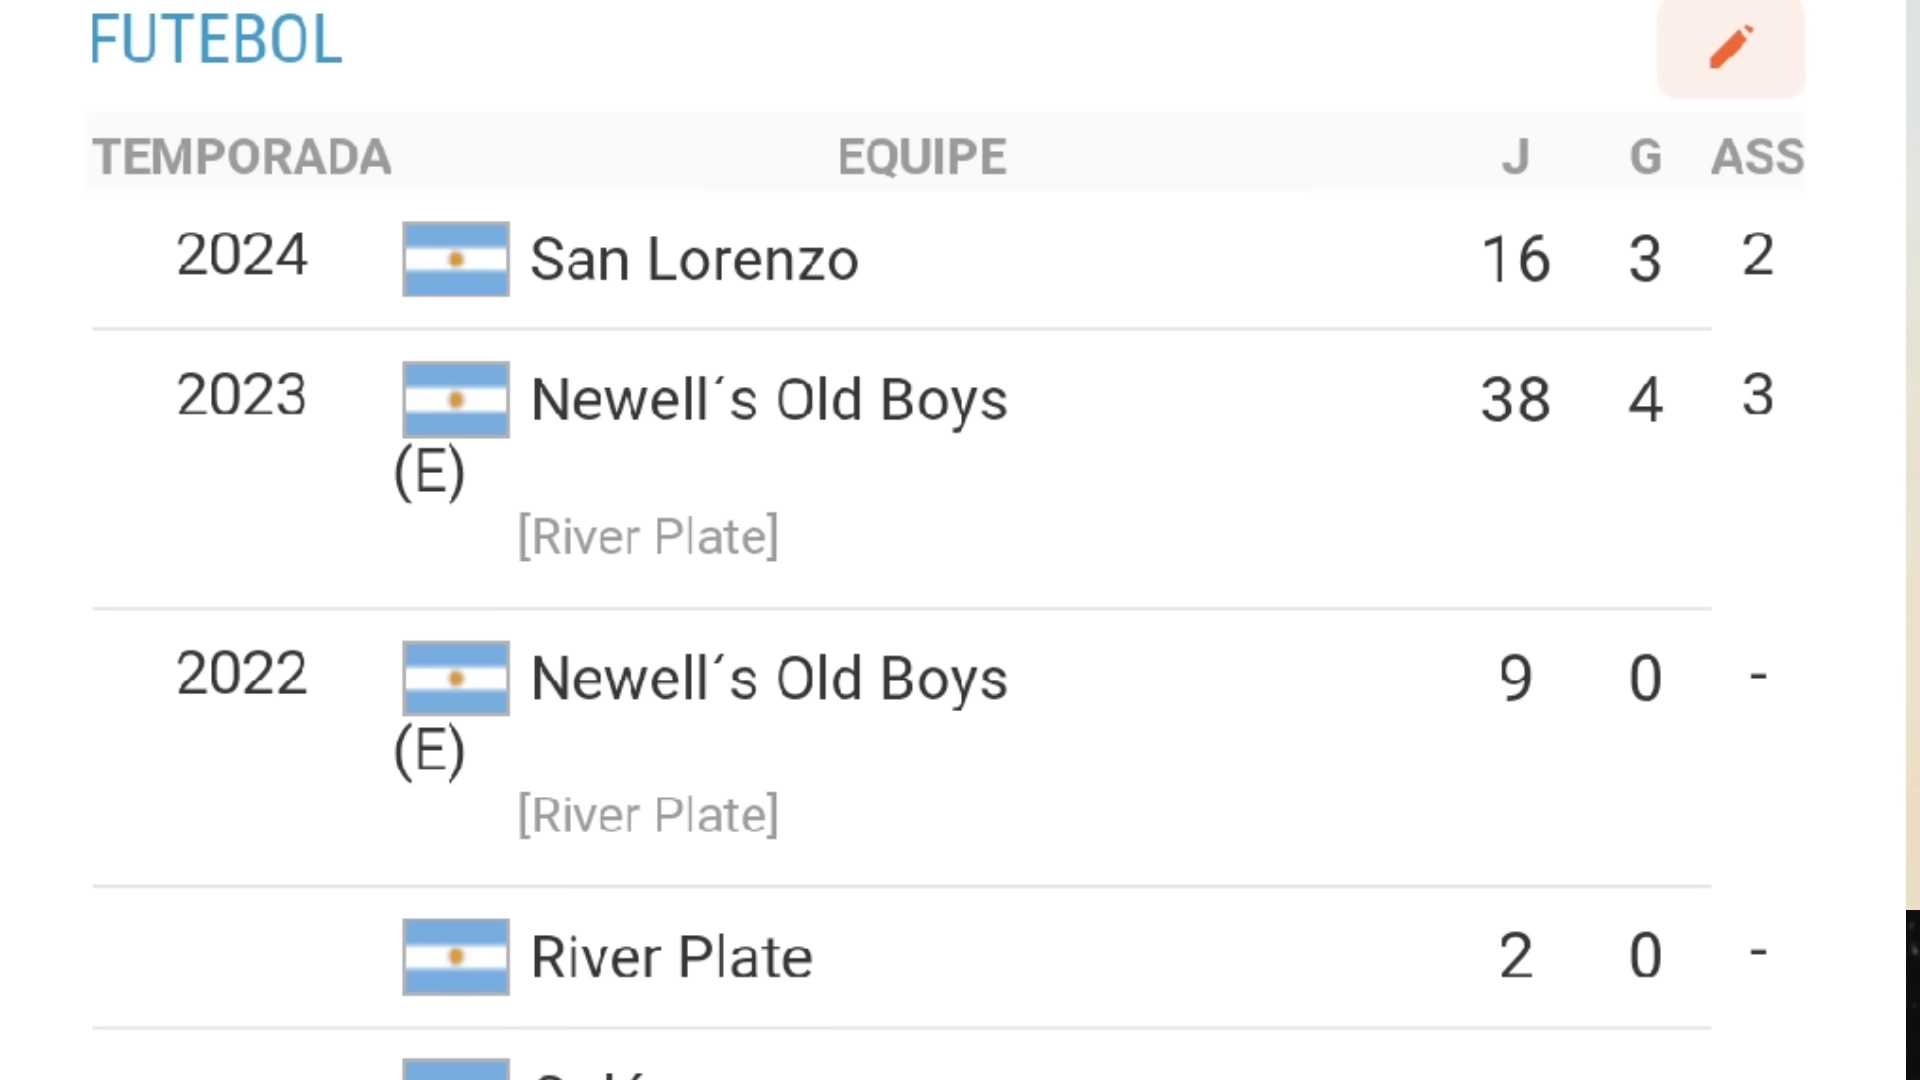 FUTEBOL
TEMPORADA EQUIPE J G ASS
2024 San Lorenzo 16 3 2
2023 Newell´s Old Boys 38 4 3
(E)
[River Plate]
2022 Newell´s Old Boys 9 0 -
(E)
[River Plate]
River Plate 2 0 -